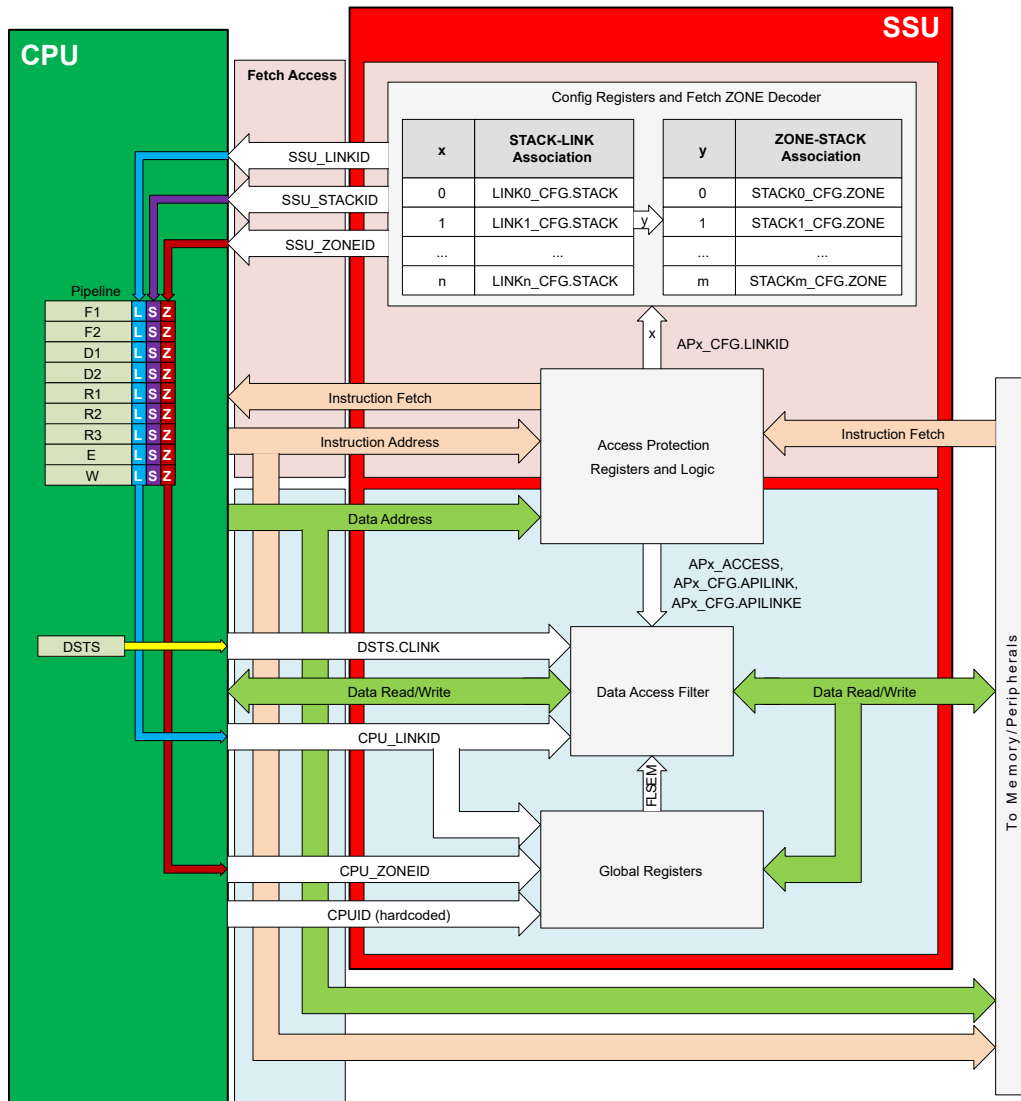 SSU
CPU
Fetch Access
Config Registers and Fetch ZONE Decoder
x STACK-LINK Association
0 LINK0_CFG.STACK
1 LINK1_CFG.STACK
... ...
n LINKn_CFG.STACK
y
y ZONE-STACK Association
0 STACK0_CFG.ZONE
1 STACK1_CFG.ZONE
... ...
m STACKm_CFG.ZONE
SSU_LINKID
SSU_STACKID
SSU_ZONEID
Pipeline
F1 L S Z
F2 L S Z
D1 L S Z
D2 L S Z
R1 L S Z
R2 L S Z
R3 L S Z
E L S Z
W L S Z
x
APx_CFG.LINKID
Instruction Fetch
Instruction Address
Access Protection
Registers and Logic
Instruction Fetch
Data Address
APx_ACCESS,
APx_CFG.APILINK,
APx_CFG.APILINKE
DSTS
DSTS.CLINK
Data Read/Write
Data Access Filter
Data Read/Write
CPU_LINKID
FLSEM
CPU_ZONEID
Global Registers
CPUID (hardcoded)
To Memory/Peripherals